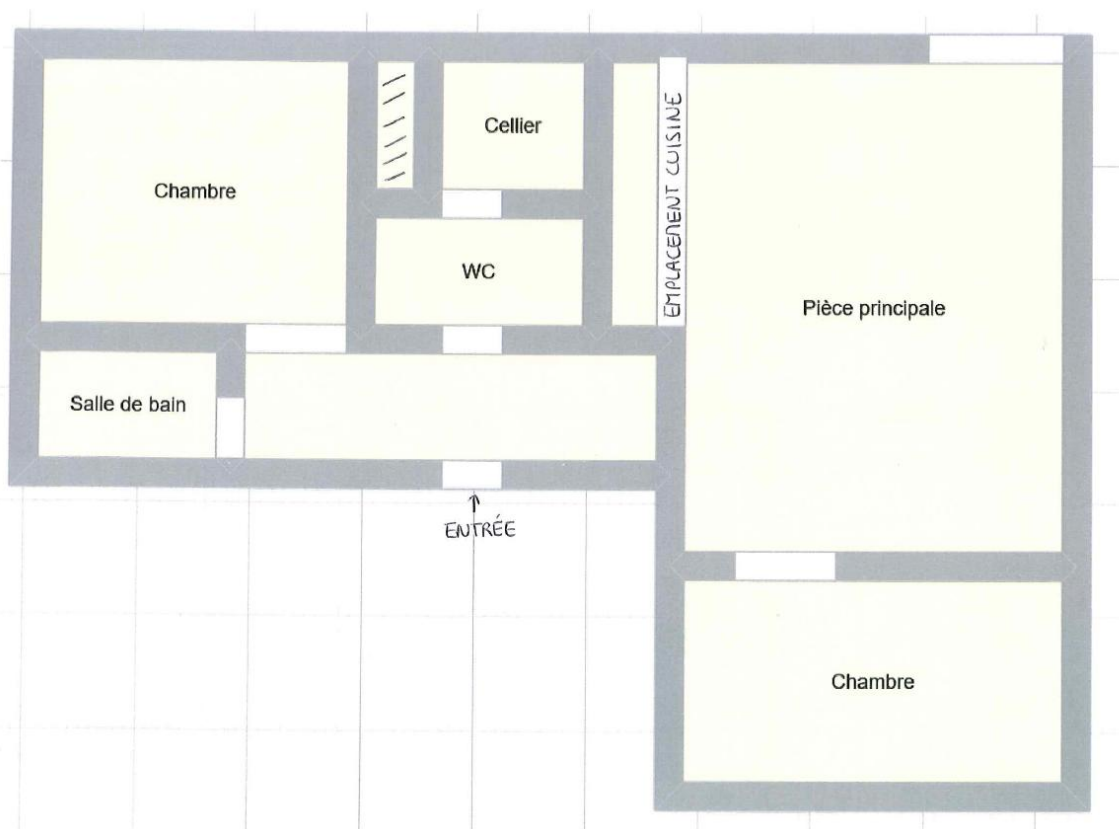 Cellier
Chambre
EMPLACEMENT CUISINE
WC
Pièce principale
Salle de bain
ENTRÉE
Chambre